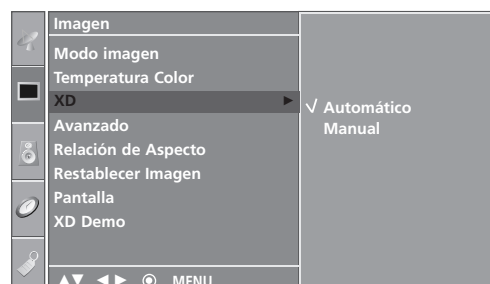 Imagen
Modo imagen
Temperatura Color
XD ►
Avanzado
Relación de Aspecto
Restablecer Imagen
Pantalla
XD Demo
▲▼ ◄► ◉ MENU
√ Automático
Manual